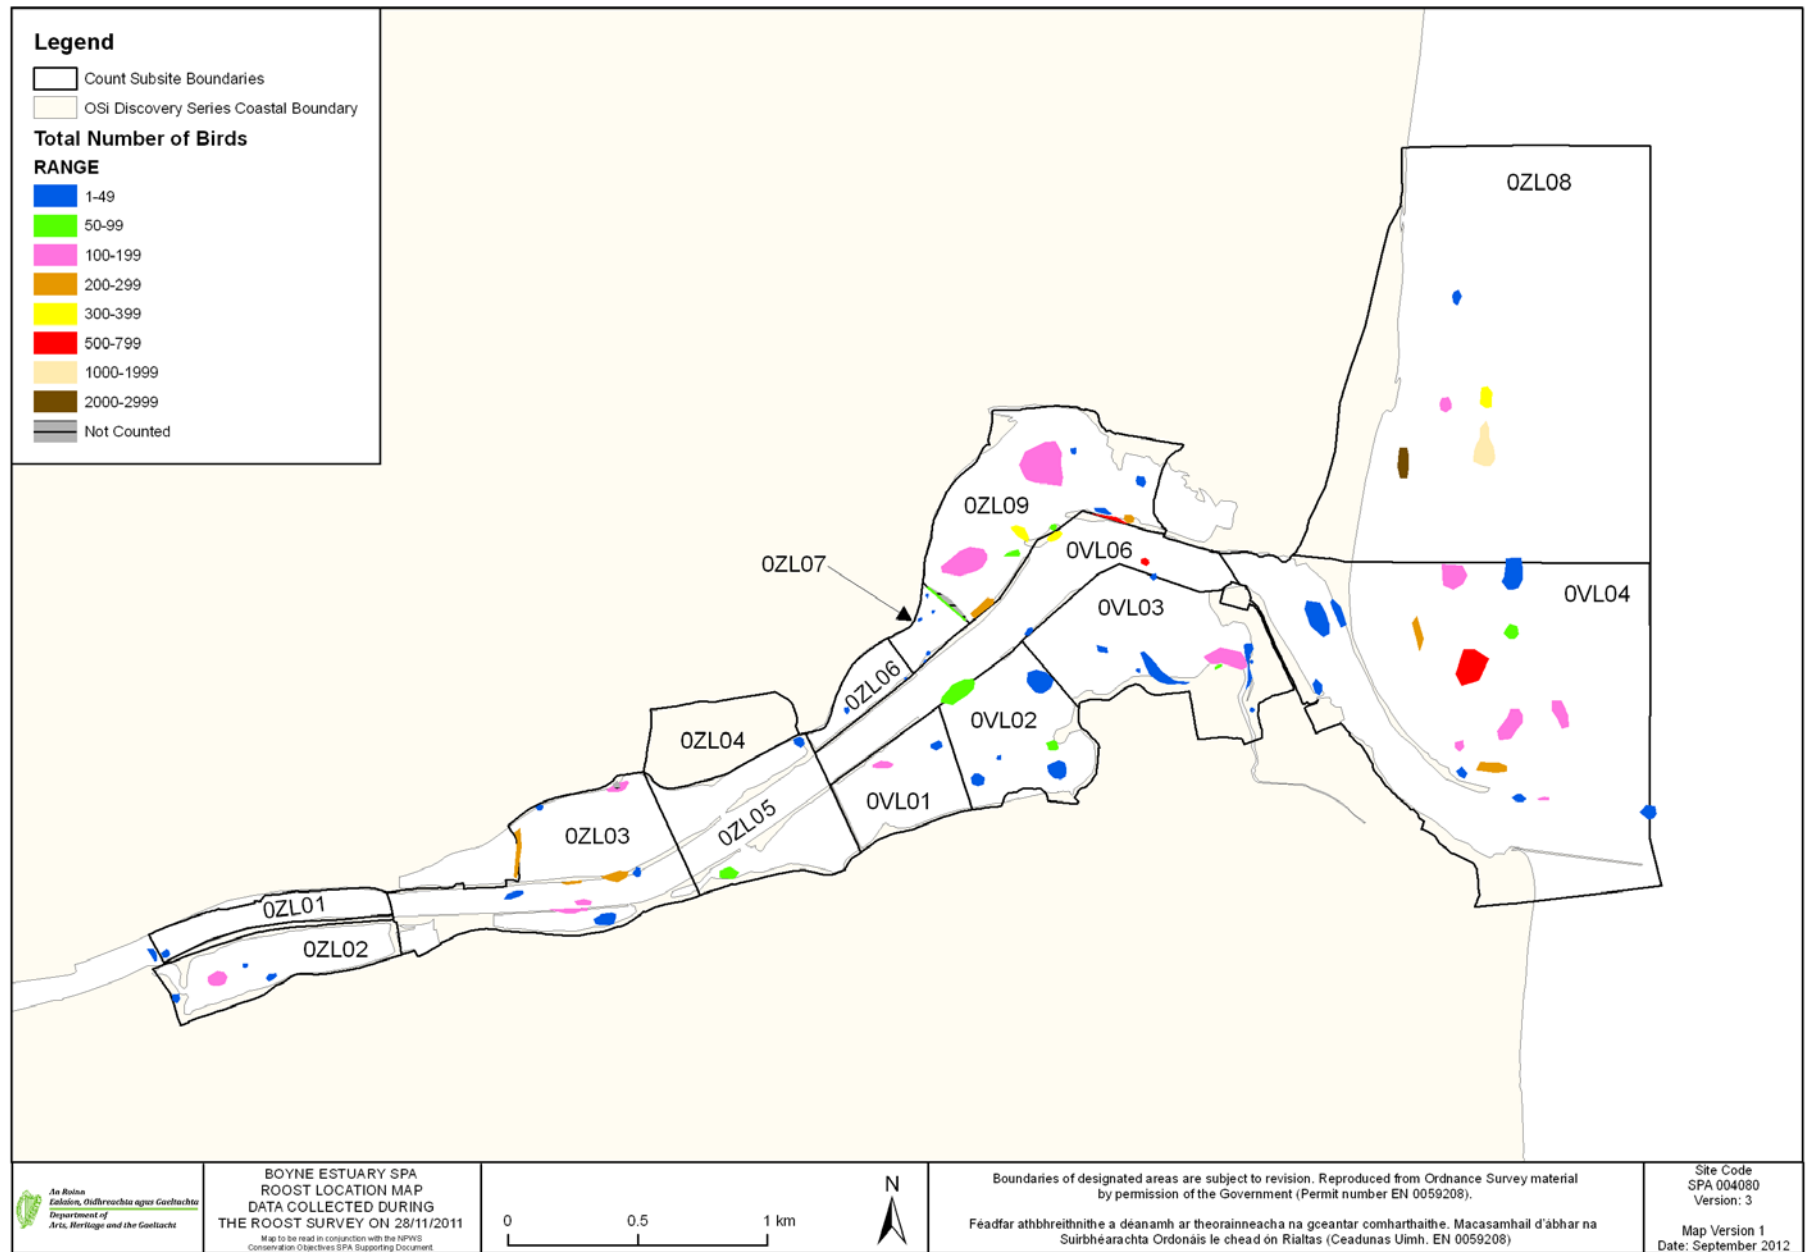 Legend
Count Subsite Boundaries
OSi Discovery Series Coastal Boundary
Total Number of Birds
RANGE
1-49
50-99
100-199
200-299
300-399
500-799
1000-1999
2000-2999
Not Counted
0ZL08
0ZL09
0ZL07
0VL06
0VL03
0VL04
0ZL06
0VL02
0ZL04
0VL01
0ZL05
0ZL03
0ZL01
0ZL02
An Roinn
Ealaíon, Oidhreachta agus Gaeltachta
Department of
Arts, Heritage and the Gaeltacht
BOYNE ESTUARY SPA
ROOST LOCATION MAP
DATA COLLECTED DURING
THE ROOST SURVEY ON 28/11/2011
Map to be read in conjunction with the NPWS
Conservation Objectives SPA Supporting Document.
0 0.5 1 km
N
Boundaries of designated areas are subject to revision. Reproduced from Ordnance Survey material
by permission of the Government (Permit number EN 0059208).
Féadfar athbhreithnithe a déanamh ar theorainneacha na gceantar comharthaithe. Macasamhail d'ábhar na
Suirbhéarachta Ordonáis le chead ón Rialtas (Ceadunas Uimh. EN 0059208)
Site Code
SPA 004080
Version: 3
Map Version 1
Date: September 2012